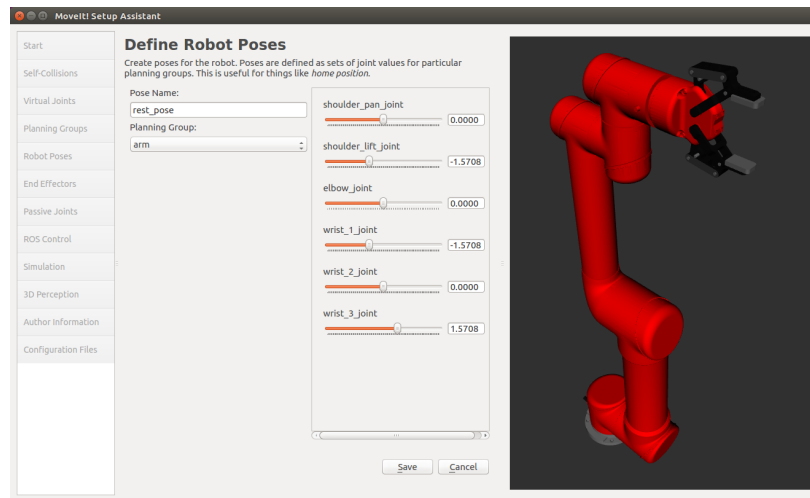 MoveIt! Setup Assistant
Start
Self-Collisions
Virtual Joints
Planning Groups
Robot Poses
End Effectors
Passive Joints
ROS Control
Simulation
3D Perception
Author Information
Configuration Files
Define Robot Poses
Create poses for the robot. Poses are defined as sets of joint values for particular
planning groups. This is useful for things like home position.
Pose Name:
rest_pose
Planning Group:
arm
shoulder_pan_joint
0.0000
shoulder_lift_joint
-1.5708
elbow_joint
0.0000
wrist_1_joint
-1.5708
wrist_2_joint
0.0000
wrist_3_joint
1.5708
Save
Cancel